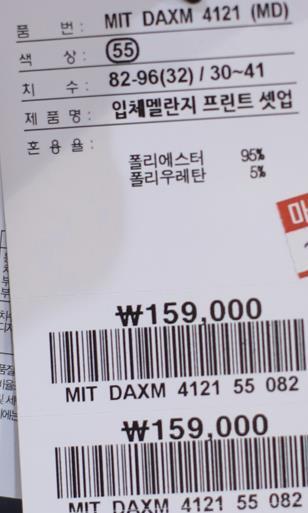 품 번: MIT DAXM 4121 (MD)
색 상: 55
치 수: 82-96(32) / 30~41
제 품 명: 입체멜란지 프린트 셋업
혼 용 율:
폴리에스터 95%
폴리우레탄 5%
₩159,000
MIT DAXM 4121 55 082
₩159,000
MIT DAXM 4121 55 082